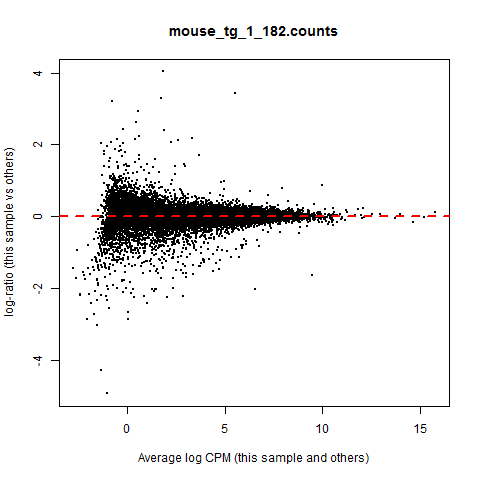 mouse_tg_1_182.counts
log-ratio (this sample vs others)
4
2
0
-2
-4
0 5 10 15
Average log CPM (this sample and others)